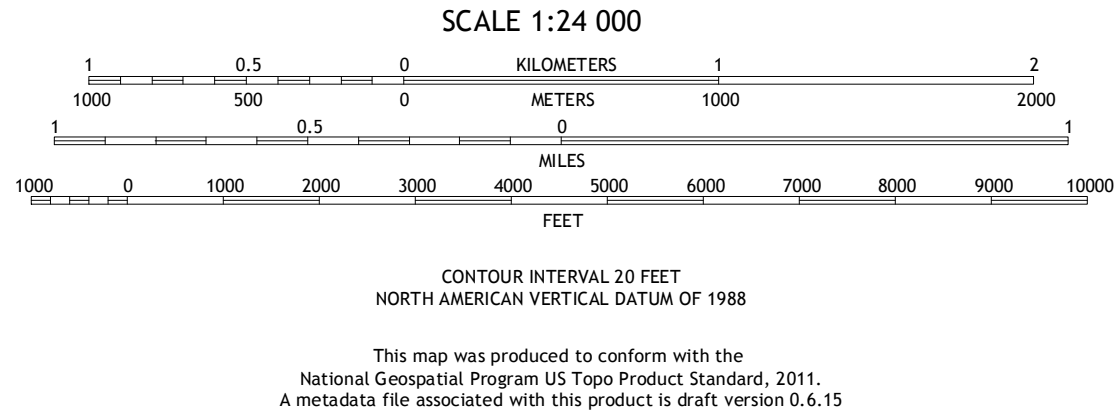 SCALE 1:24 000
1 0.5 0 KILOMETERS 1 2
1000 500 0 METERS 1000 2000
1 0.5 0 1
MILES
1000 0 1000 2000 3000 4000 5000 6000 7000 8000 9000 10000
FEET
CONTOUR INTERVAL 20 FEET
NORTH AMERICAN VERTICAL DATUM OF 1988
This map was produced to conform with the
National Geospatial Program US Topo Product Standard, 2011.
A metadata file associated with this product is draft version 0.6.15